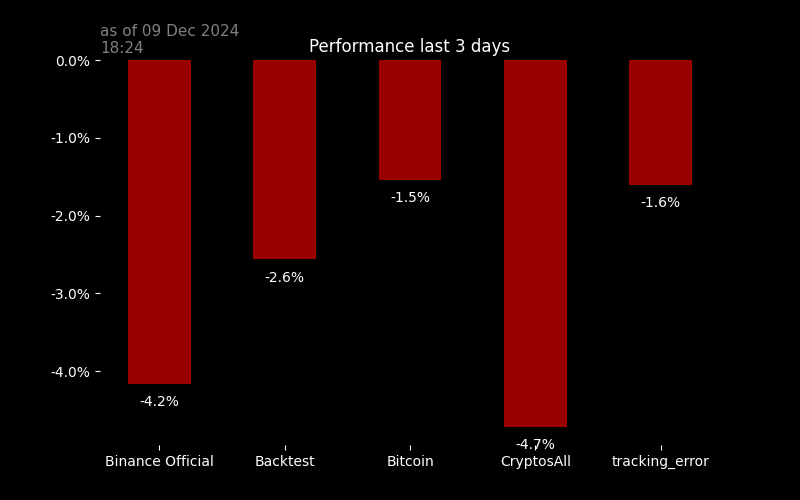 as of 09 Dec 2024
18:24
Performance last 3 days
0.0%
-1.0%
-2.0%
-3.0%
-4.0%
-4.2%
-2.6%
-1.5%
-4.7%
-1.6%
Binance Official
Backtest
Bitcoin
CryptosAll
tracking_error